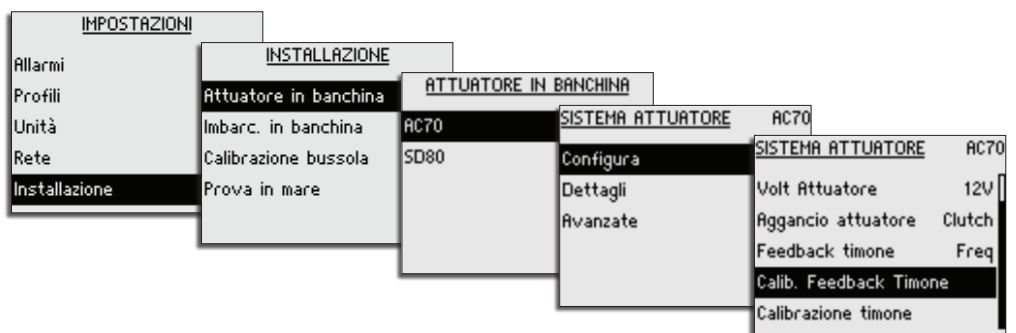 IMPOSTAZIONI
Allarmi
Profili
Unità
Rete
Installazione
INSTALLAZIONE
Attuatore in banchina
Imbarc. in banchina
Calibrazione bussola
Prova in mare
ATTUATORE IN BANCHINA
AC70
SD80
SISTEMA ATTUATORE AC70
Configura
Dettagli
Avanzate
SISTEMA ATTUATORE AC70
Volt Attuatore 12V
Aggancio attuatore Clutch
Feedback timone Freq
Calib. Feedback Timone
Calibrazione timone